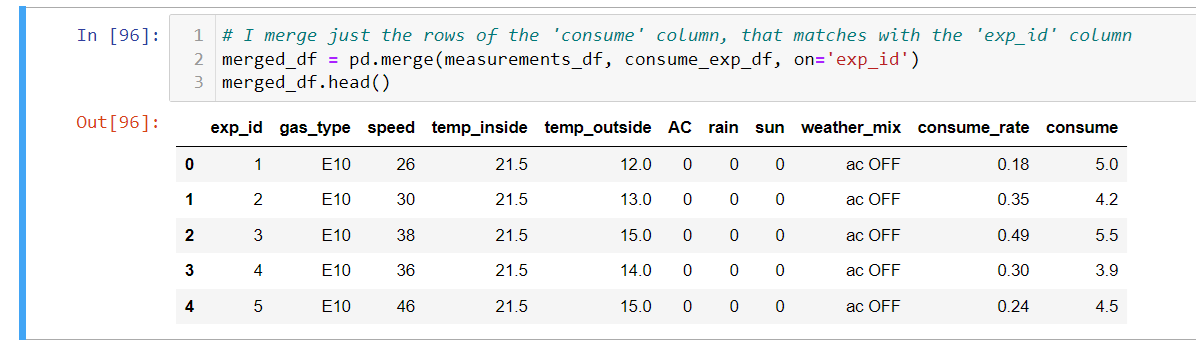 In [96]:
1 # I merge just the rows of the 'consume' column, that matches with the 'exp_id' column
2 merged_df = pd.merge(measurements_df, consume_exp_df, on='exp_id')
3 merged_df.head()
Out[96]:
exp_id gas_type speed temp_inside temp_outside AC rain sun weather_mix consume_rate consume
0 1 E10 26 21.5 12.0 0 0 0 ac OFF 0.18 5.0
1 2 E10 30 21.5 13.0 0 0 0 ac OFF 0.35 4.2
2 3 E10 38 21.5 15.0 0 0 0 ac OFF 0.49 5.5
3 4 E10 36 21.5 14.0 0 0 0 ac OFF 0.30 3.9
4 5 E10 46 21.5 15.0 0 0 0 ac OFF 0.24 4.5